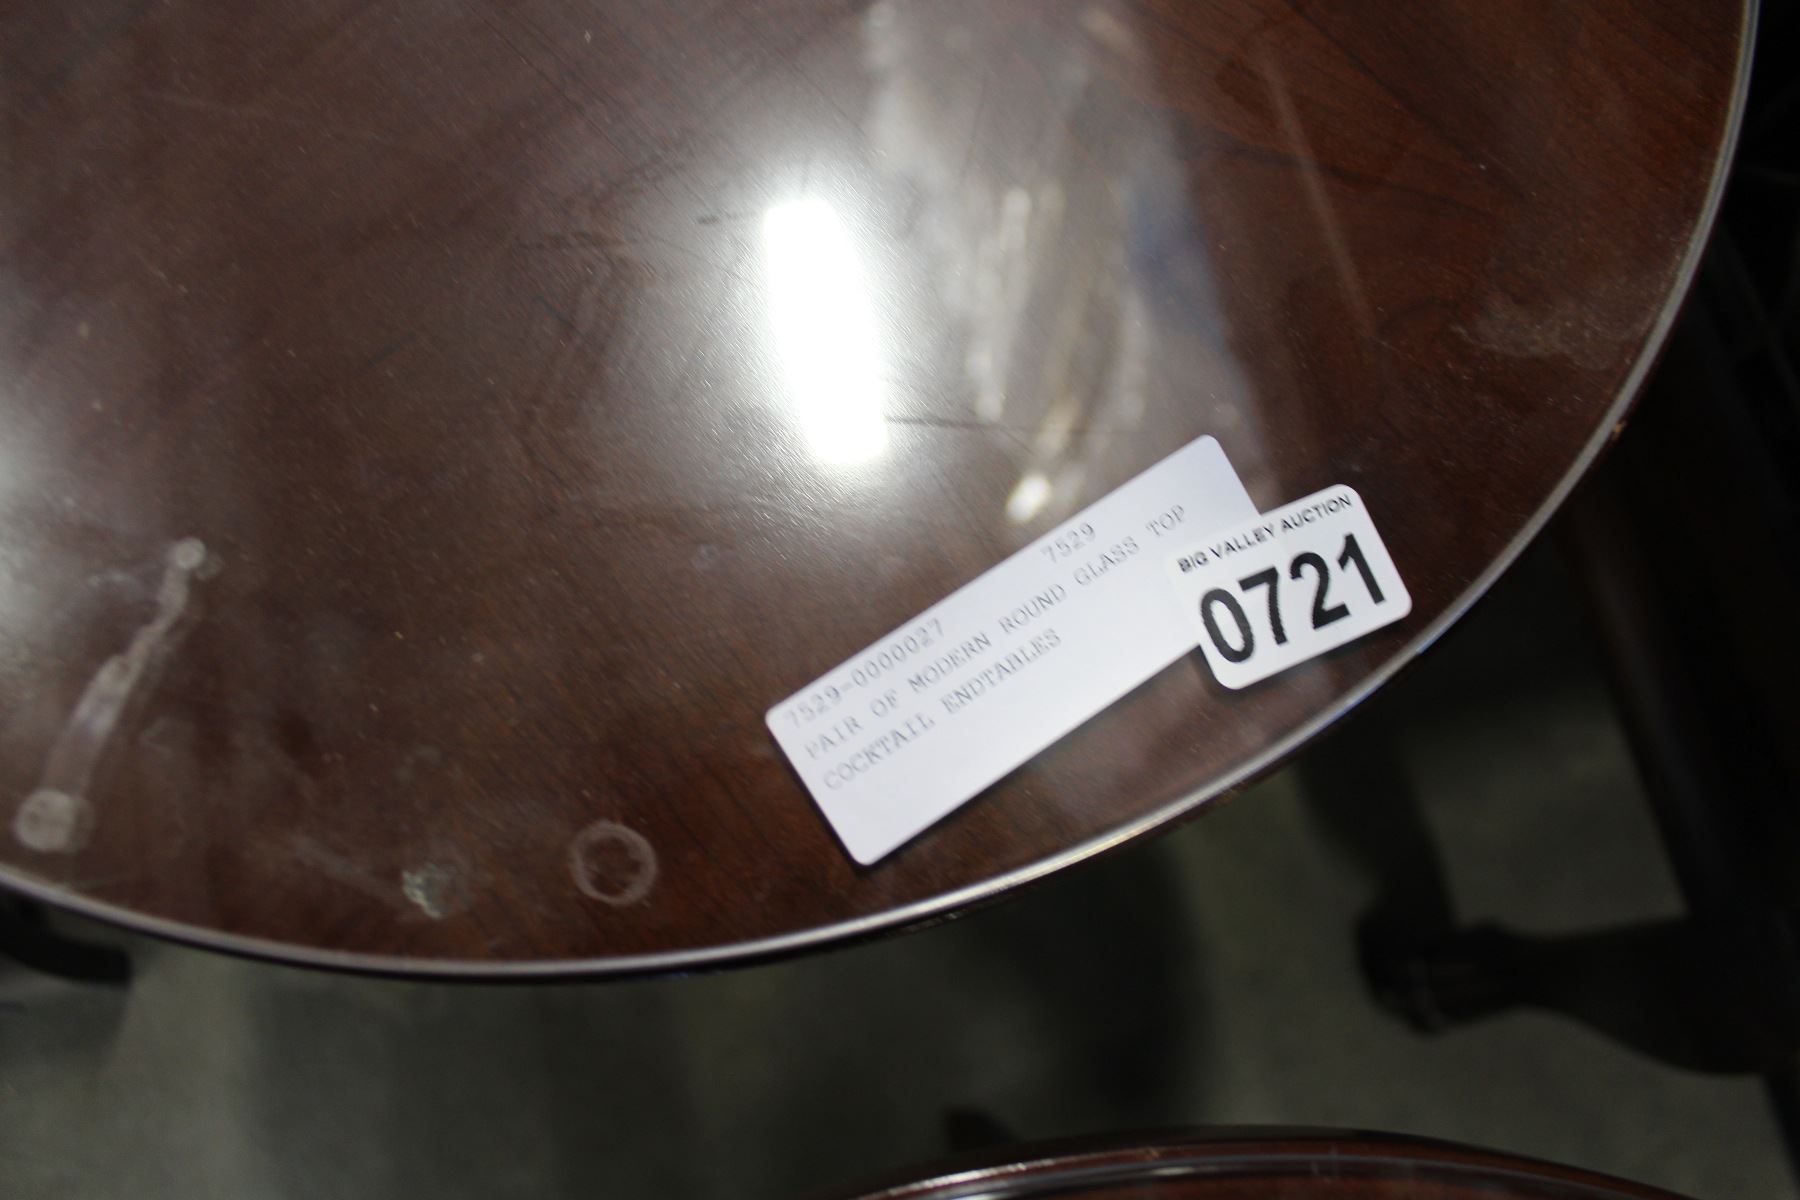 7529-0000027 7529
PAIR OF MODERN ROUND GLASS TOP
COCKTAIL ENDTABLES
BIG VALLEY AUCTION
0721